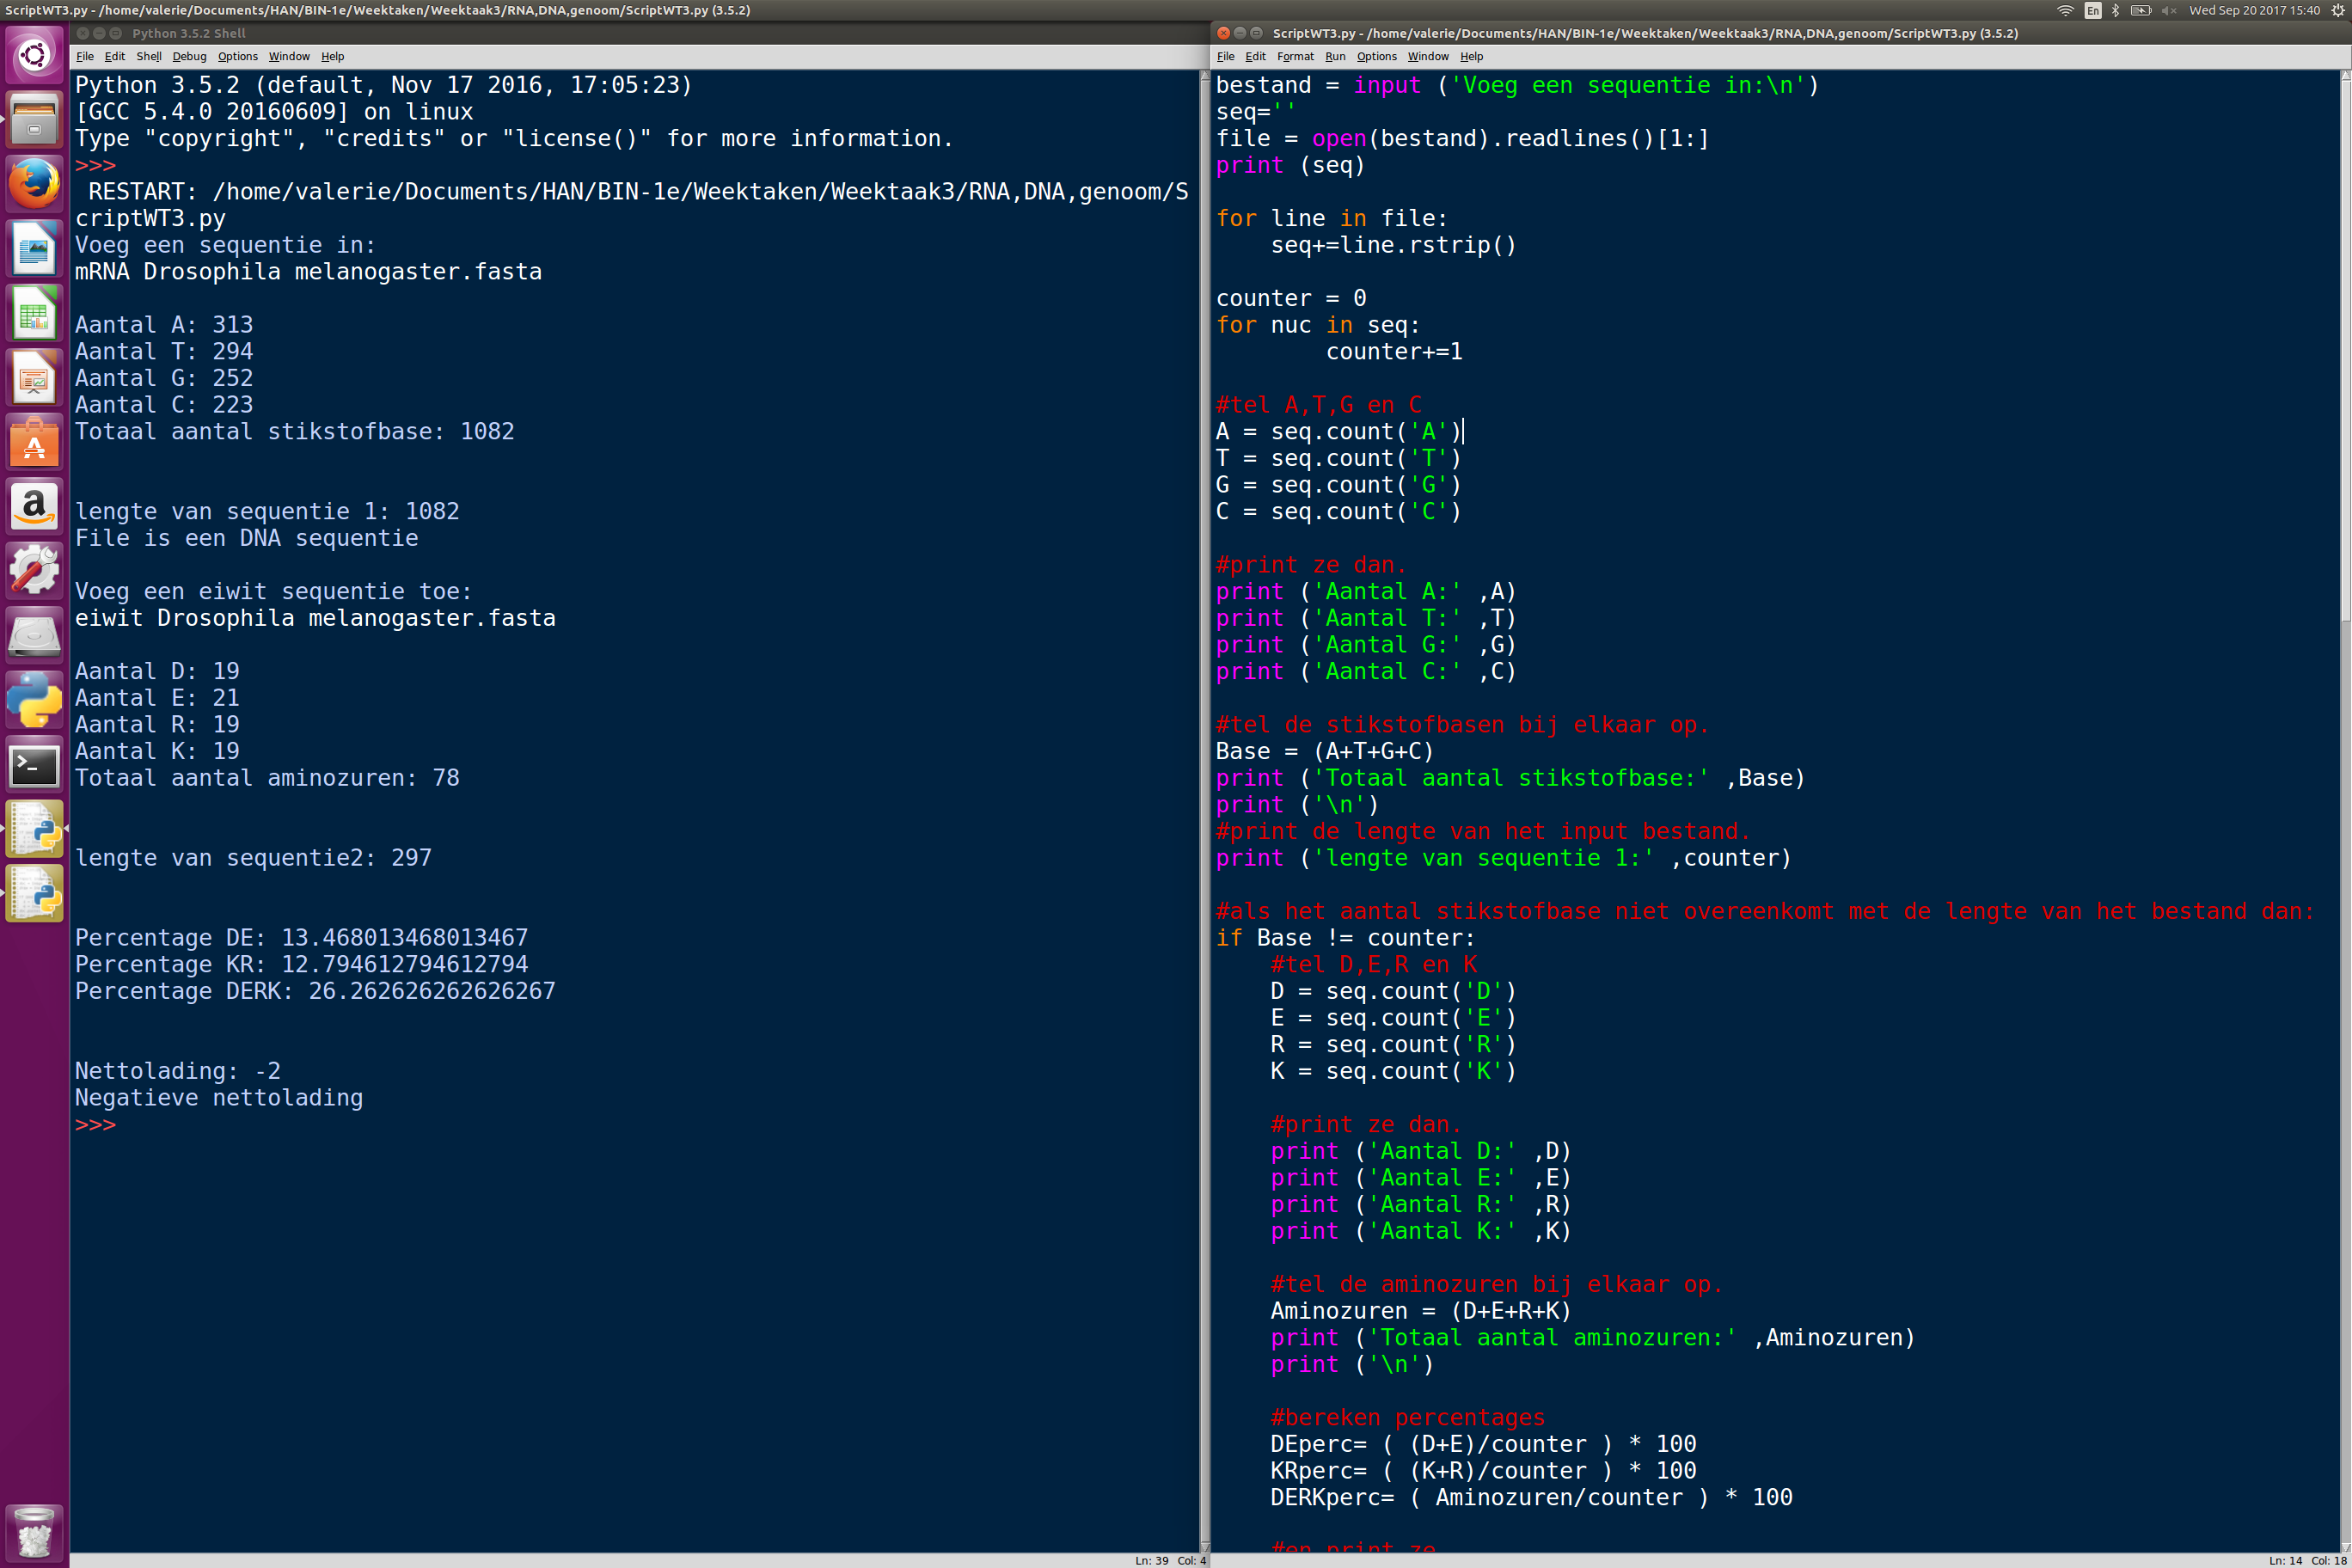 ScriptWT3.py - /home/valerie/Documents/HAN/BIN-1e/Weektaken/Weektaak3/RNA,DNA,genoom/ScriptWT3.py (3.5.2)
En
Wed Sep 20 2017 15:40
Python 3.5.2 Shell
File Edit Shell Debug Options Window Help
Python 3.5.2 (default, Nov 17 2016, 17:05:23)
[GCC 5.4.0 20160609] on linux
Type "copyright", "credits" or "license()" for more information.
>>>
 RESTART: /home/valerie/Documents/HAN/BIN-1e/Weektaken/Weektaak3/RNA,DNA,genoom/S
criptWT3.py
Voeg een sequentie in:
mRNA Drosophila melanogaster.fasta
Aantal A: 313
Aantal T: 294
Aantal G: 252
Aantal C: 223
Totaal aantal stikstofbase: 1082
lengte van sequentie 1: 1082
File is een DNA sequentie
Voeg een eiwit sequentie toe:
eiwit Drosophila melanogaster.fasta
Aantal D: 19
Aantal E: 21
Aantal R: 19
Aantal K: 19
Totaal aantal aminozuren: 78
lengte van sequentie2: 297
Percentage DE: 13.468013468013467
Percentage KR: 12.794612794612794
Percentage DERK: 26.262626262626267
Nettolading: -2
Negatieve nettolading
>>>
Ln: 39 Col: 4
ScriptWT3.py - /home/valerie/Documents/HAN/BIN-1e/Weektaken/Weektaak3/RNA,DNA,genoom/ScriptWT3.py (3.5.2)
File Edit Format Run Options Window Help
bestand = input ('Voeg een sequentie in:\n')
seq=''
file = open(bestand).readlines()[1:]
print (seq)
for line in file:
    seq+=line.rstrip()
counter = 0
for nuc in seq:
        counter+=1
#tel A,T,G en C
A = seq.count('A')
T = seq.count('T')
G = seq.count('G')
C = seq.count('C')
#print ze dan.
print ('Aantal A:' ,A)
print ('Aantal T:' ,T)
print ('Aantal G:' ,G)
print ('Aantal C:' ,C)
#tel de stikstofbasen bij elkaar op.
Base = (A+T+G+C)
print ('Totaal aantal stikstofbase:' ,Base)
print ('\n')
#print de lengte van het input bestand.
print ('lengte van sequentie 1:' ,counter)
#als het aantal stikstofbase niet overeenkomt met de lengte van het bestand dan:
if Base != counter:
    #tel D,E,R en K
    D = seq.count('D')
    E = seq.count('E')
    R = seq.count('R')
    K = seq.count('K')
    #print ze dan.
    print ('Aantal D:' ,D)
    print ('Aantal E:' ,E)
    print ('Aantal R:' ,R)
    print ('Aantal K:' ,K)
    #tel de aminozuren bij elkaar op.
    Aminozuren = (D+E+R+K)
    print ('Totaal aantal aminozuren:' ,Aminozuren)
    print ('\n')
    #bereken percentages
    DEperc= ( (D+E)/counter ) * 100
    KRperc= ( (K+R)/counter ) * 100
    DERKperc= ( Aminozuren/counter ) * 100
    #en print ze
Ln: 14 Col: 18